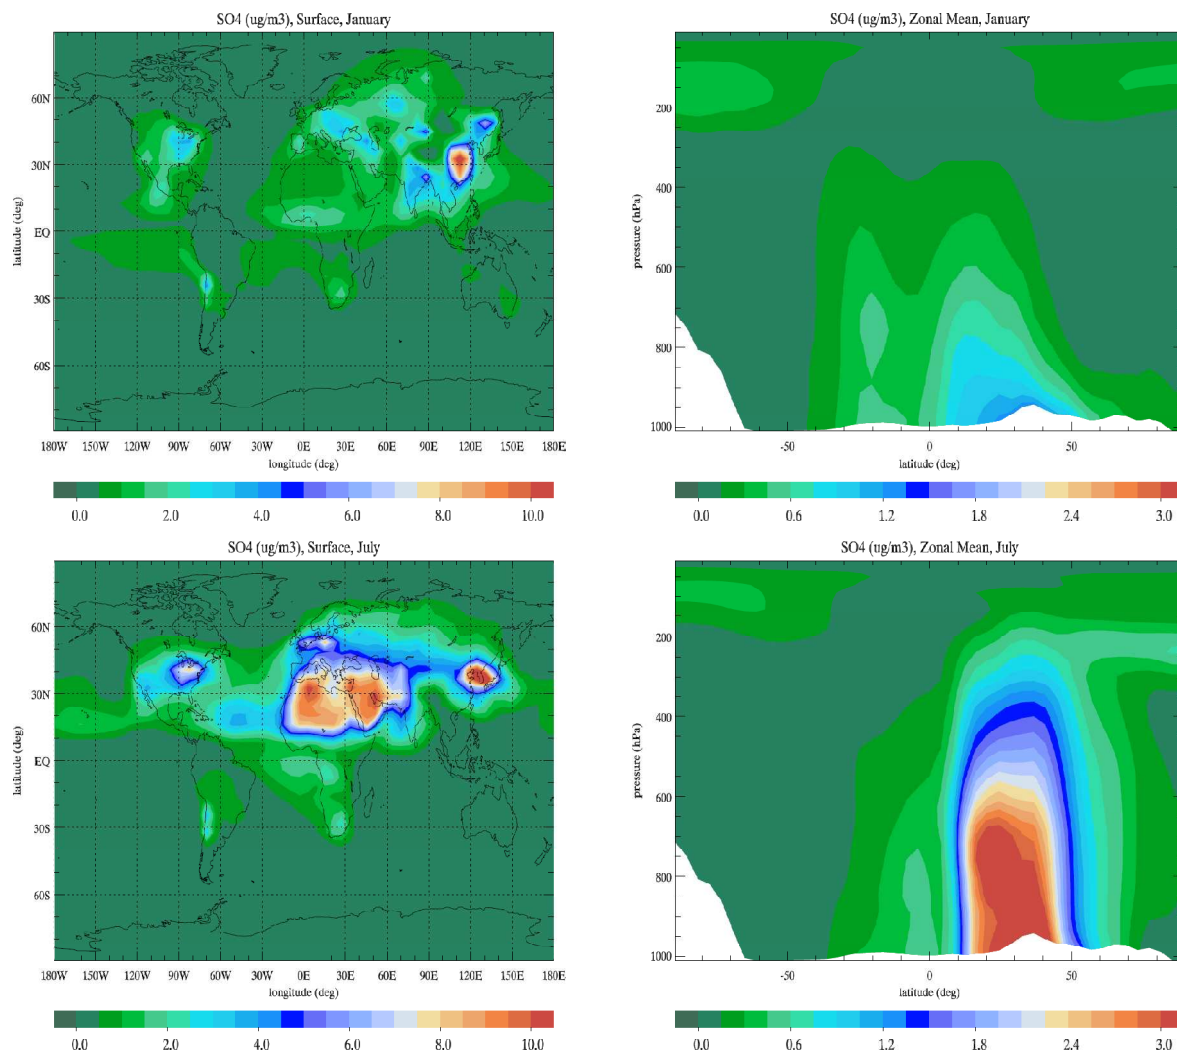 SO4 (ug/m3), Surface, January
60N
30N
EQ
30S
60S
latitude (deg)
180W 150W 120W 90W 60W 30W 0E 30E 60E 90E 120E 150E 180E
longitude (deg)
0.0 2.0 4.0 6.0 8.0 10.0
SO4 (ug/m3), Zonal Mean, January
200
400
600
800
1000
pressure (hPa)
-50 0 50
latitude (deg)
0.0 0.6 1.2 1.8 2.4 3.0
SO4 (ug/m3), Surface, July
60N
30N
EQ
30S
60S
latitude (deg)
180W 150W 120W 90W 60W 30W 0E 30E 60E 90E 120E 150E 180E
longitude (deg)
0.0 2.0 4.0 6.0 8.0 10.0
SO4 (ug/m3), Zonal Mean, July
200
400
600
800
1000
pressure (hPa)
-50 0 50
latitude (deg)
0.0 0.6 1.2 1.8 2.4 3.0